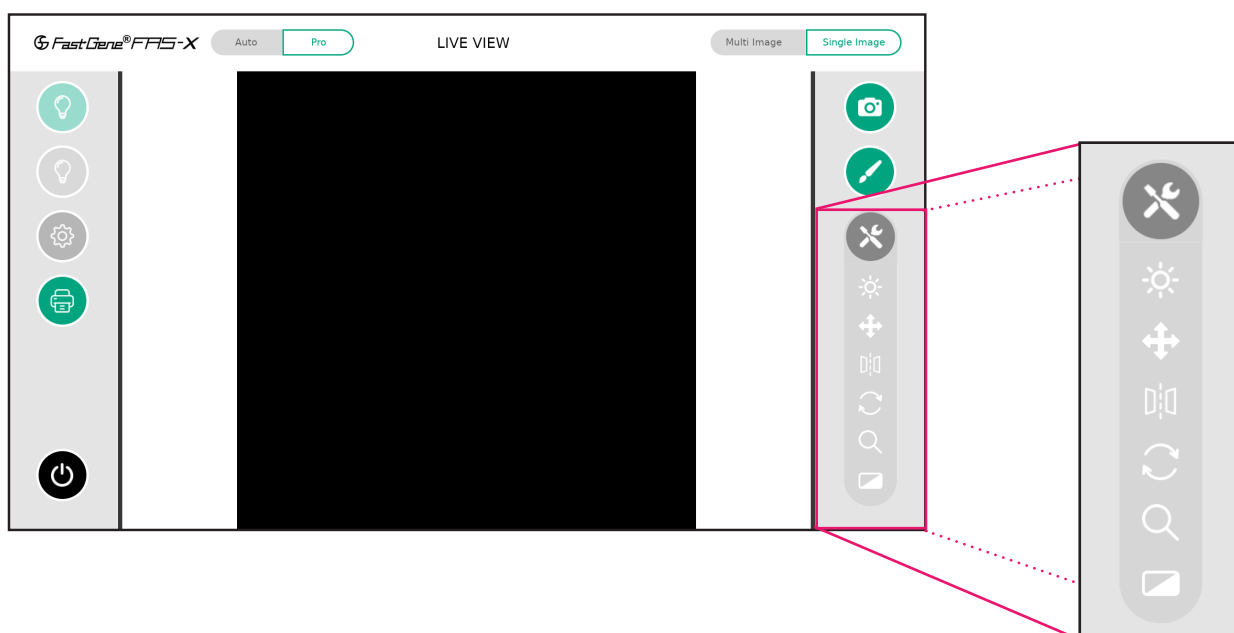 FastGene® FAS-X
Auto
Pro
LIVE VIEW
Multi Image
Single Image